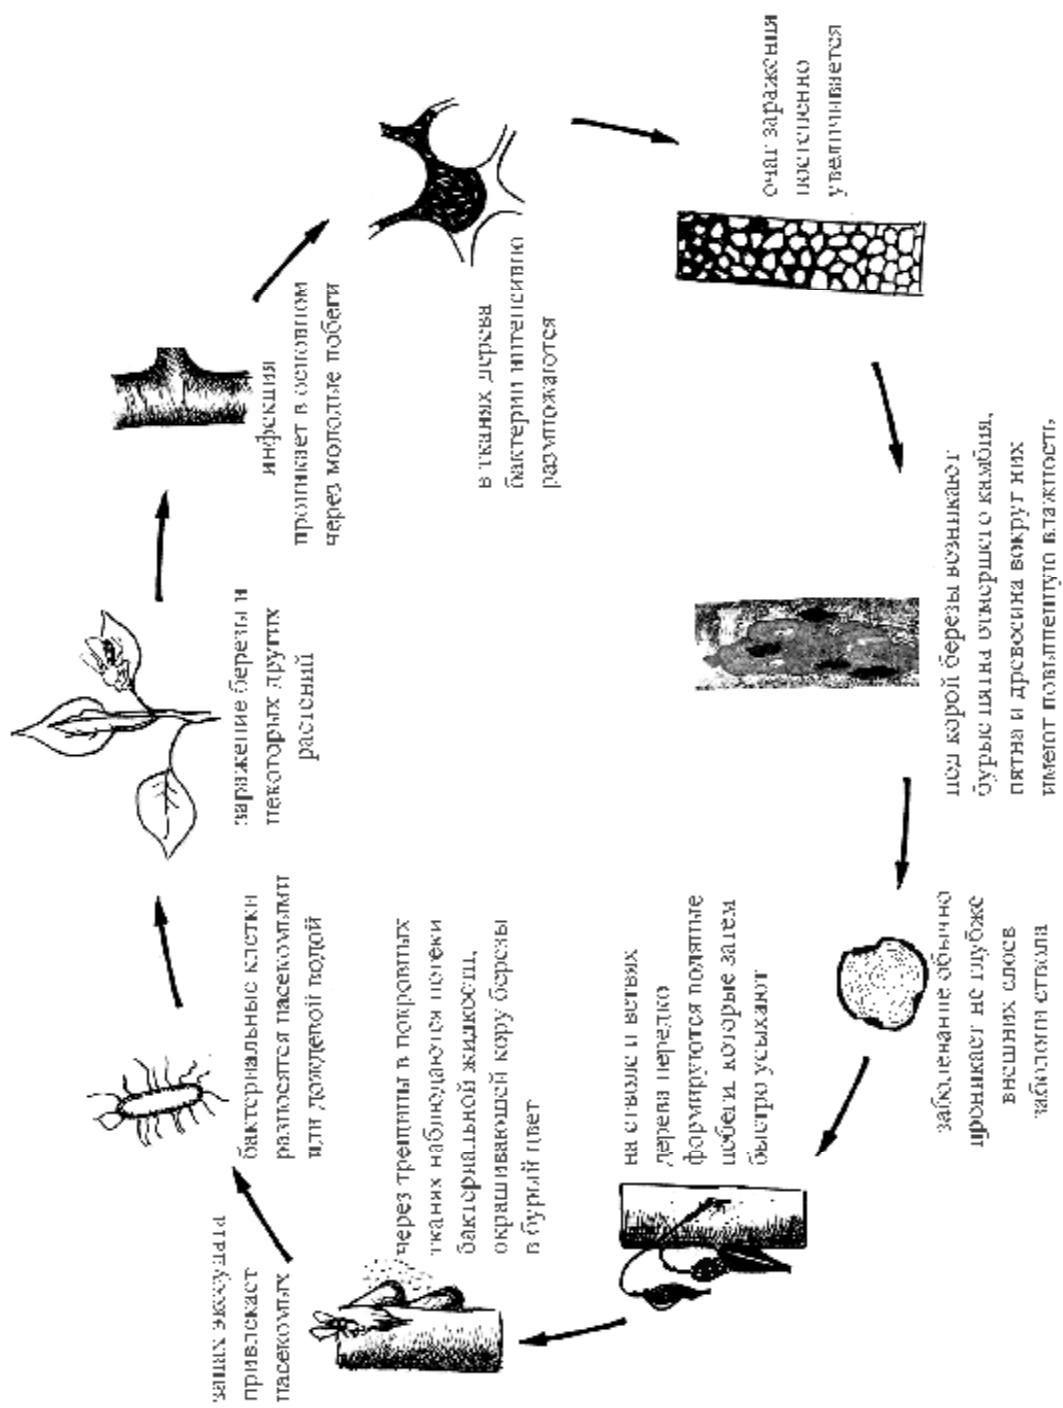 запах экссудата
привлекает
насекомых
бактериальные клетки
разносятся насекомыми
или дождевой водой
заражение березы и
некоторых других
растений
инфекция
проникает в основном
через молодые побеги
в тканях дерева
бактерии интенсивно
размножаются
очаг заражения
постепенно
увеличивается
под корой березы возникают
бурые пятна отмершего камбия,
пятна и древесина вокруг них
имеют повышенную влажность
заболевание обычно
проникает не глубже
внешних слоев
заболони ствола
на стволе и ветвях
дерева нередко
формируются водяные
побеги, которые затем
быстро усыхают
через трещины в покровных
тканях наблюдаются потеки
бактериальной жидкости,
окрашивающей кору березы
в бурый цвет